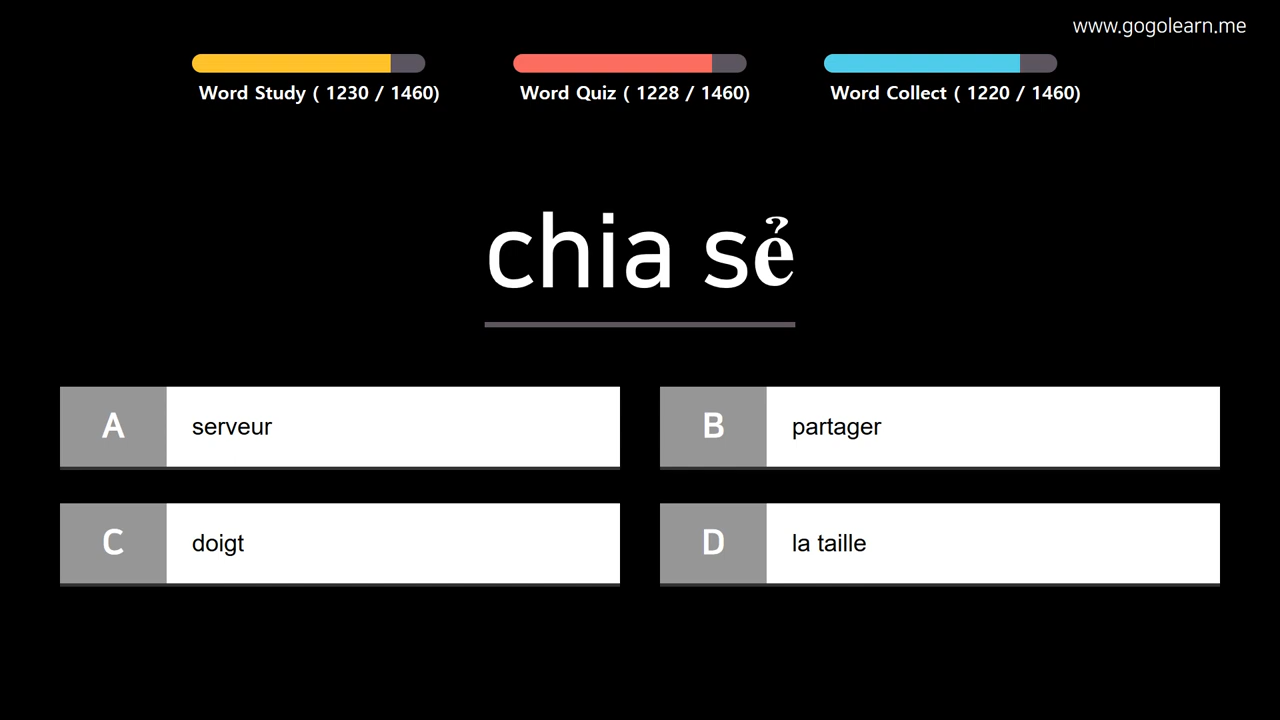 www.gogolearn.me
Word Study ( 1230 / 1460)
Word Quiz ( 1228 / 1460)
Word Collect ( 1220 / 1460)
chia sẻ
A serveur
B partager
C doigt
D la taille